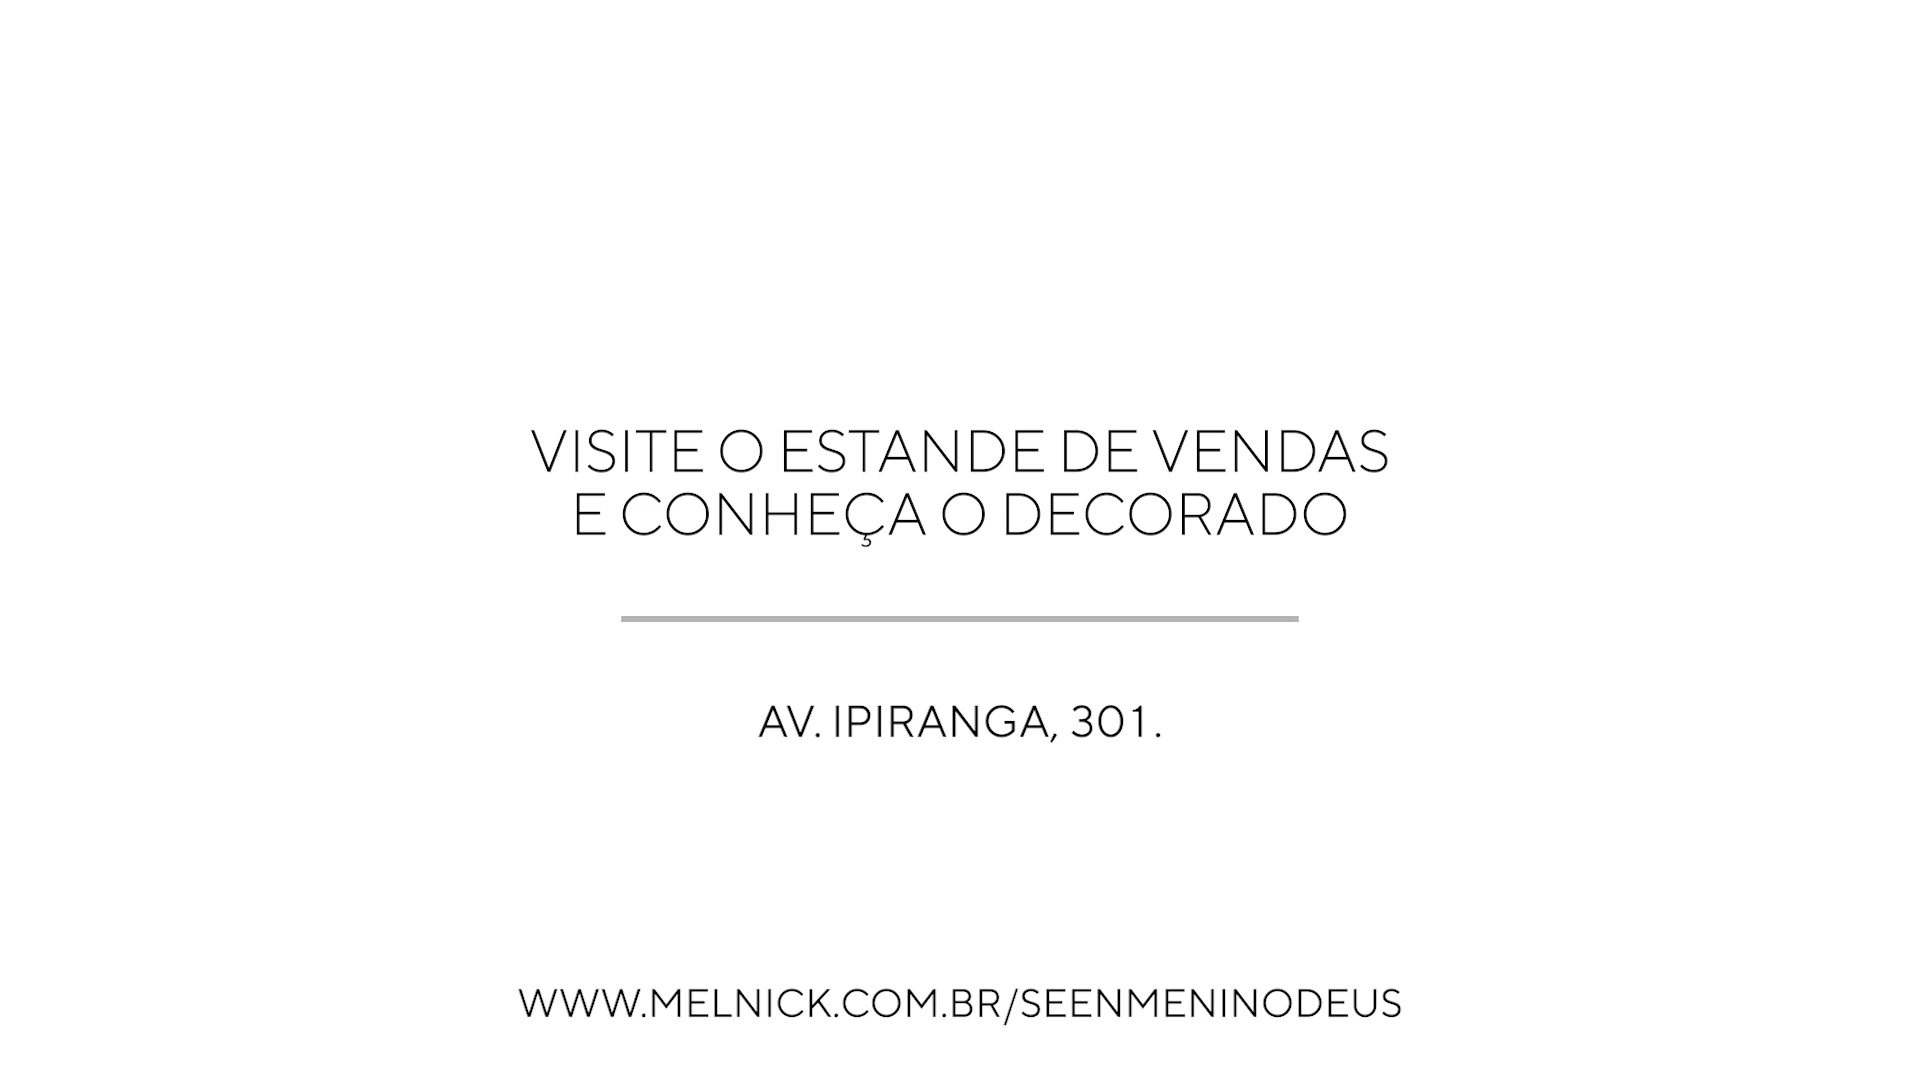 VISITE O ESTANDE DE VENDAS
E CONHEÇA O DECORADO
AV. IPIRANGA, 301.
WWW.MELNICK.COM.BR/SEENMENINODEUS